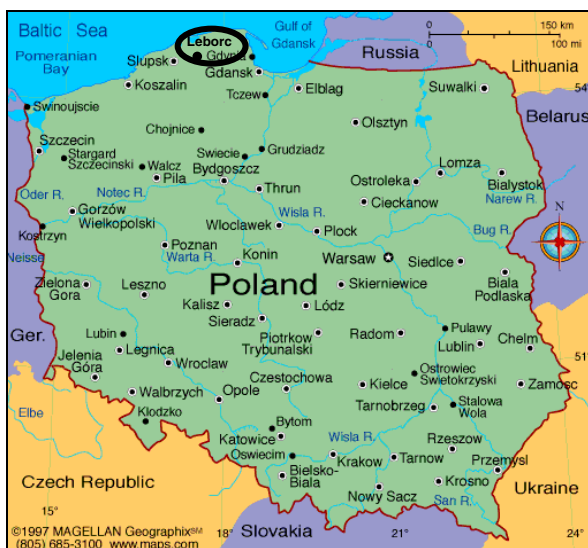 Baltic Sea
Pomeranian
Bay
Gulf of
Gdansk
0 150 km
0 100 mi
Leborc
Slupsk
Gdynia
Gdansk
Koszalin
Russia
Lithuania
Tczew
Elblag
Suwalki
54°
Swinoujscie
Belarus
Chojnice
Olsztyn
Szczecin
Stargard
Szczecinski
Walcz
Pila
Swiecie
Grudziadz
Bydgoszcz
Lomza
Ostroleka
Bialystok
Narew R.
Oder R.
Notec R.
Thrun
Cieckanow
N
Gorzów
Wielkopolski
Wisla R.
Wloclawek
Plock
Bug R.
Kostrzyn
Poznan
Warta R.
Konin
Warsaw
Siedlce
Neisse
Biala
Podlaska
Zielona
Gora
Leszno
Poland
Skierniewice
Kalisz
Lódz
Sieradz
Ger.
Lubin
Piotrkow
Trybunalski
Radom
Pulawy
Lublin
Chelm
51°
Legnica
Jelenia
Góra
Wroclaw
Czestochowa
Kielce
Ostrowiec
Swietokrzyski
Zamosc
Walbrzych
Opole
Tarnobrzeg
Stalowa
Wola
Elbe
Kłodzko
Bytom
Katowice
Wisla R.
Rzeszow
Oswiecim
Krakow
Tarnow
Przemysl
Czech Republic
Bielsko-
Biala
Krosno
Ukraine
Nowy Sacz
San R.
15°
18°
Slovakia
21°
24°
©1997 MAGELLAN Geographix℠
(805) 685-3100 www.maps.com